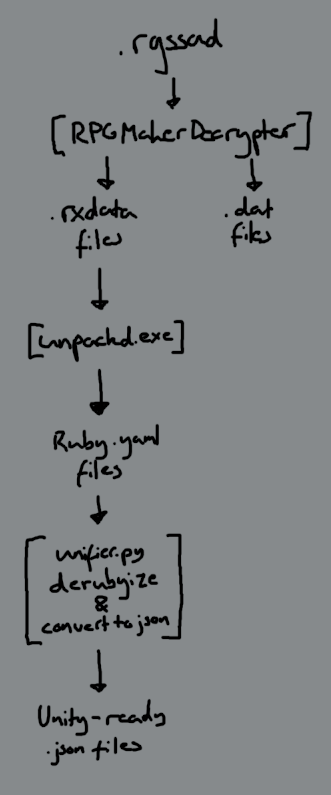 .rgssad
[RPGMakerDecrypter]
.rxdata .dat
files files
[unpackd.exe]
Ruby .yaml
files
unifier.py
derubyize
&
convert to json
Unity-ready
.json files